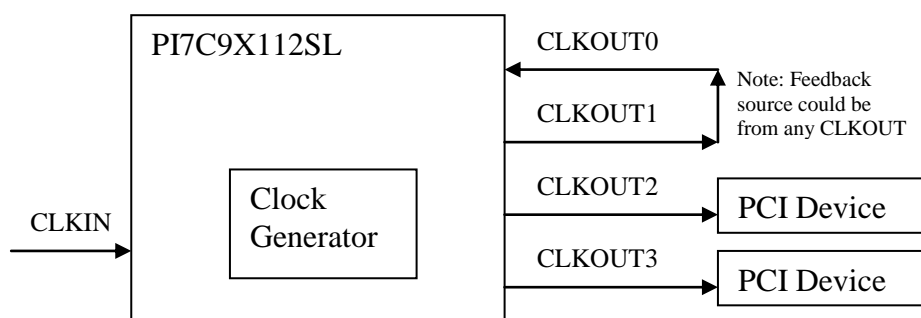 PI7C9X112SL
CLKOUT0
Note: Feedback
source could be
from any CLKOUT
CLKOUT1
Clock
Generator
CLKIN
CLKOUT2
PCI Device
CLKOUT3
PCI Device